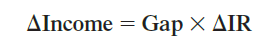 ΔIncome = Gap × ΔIR